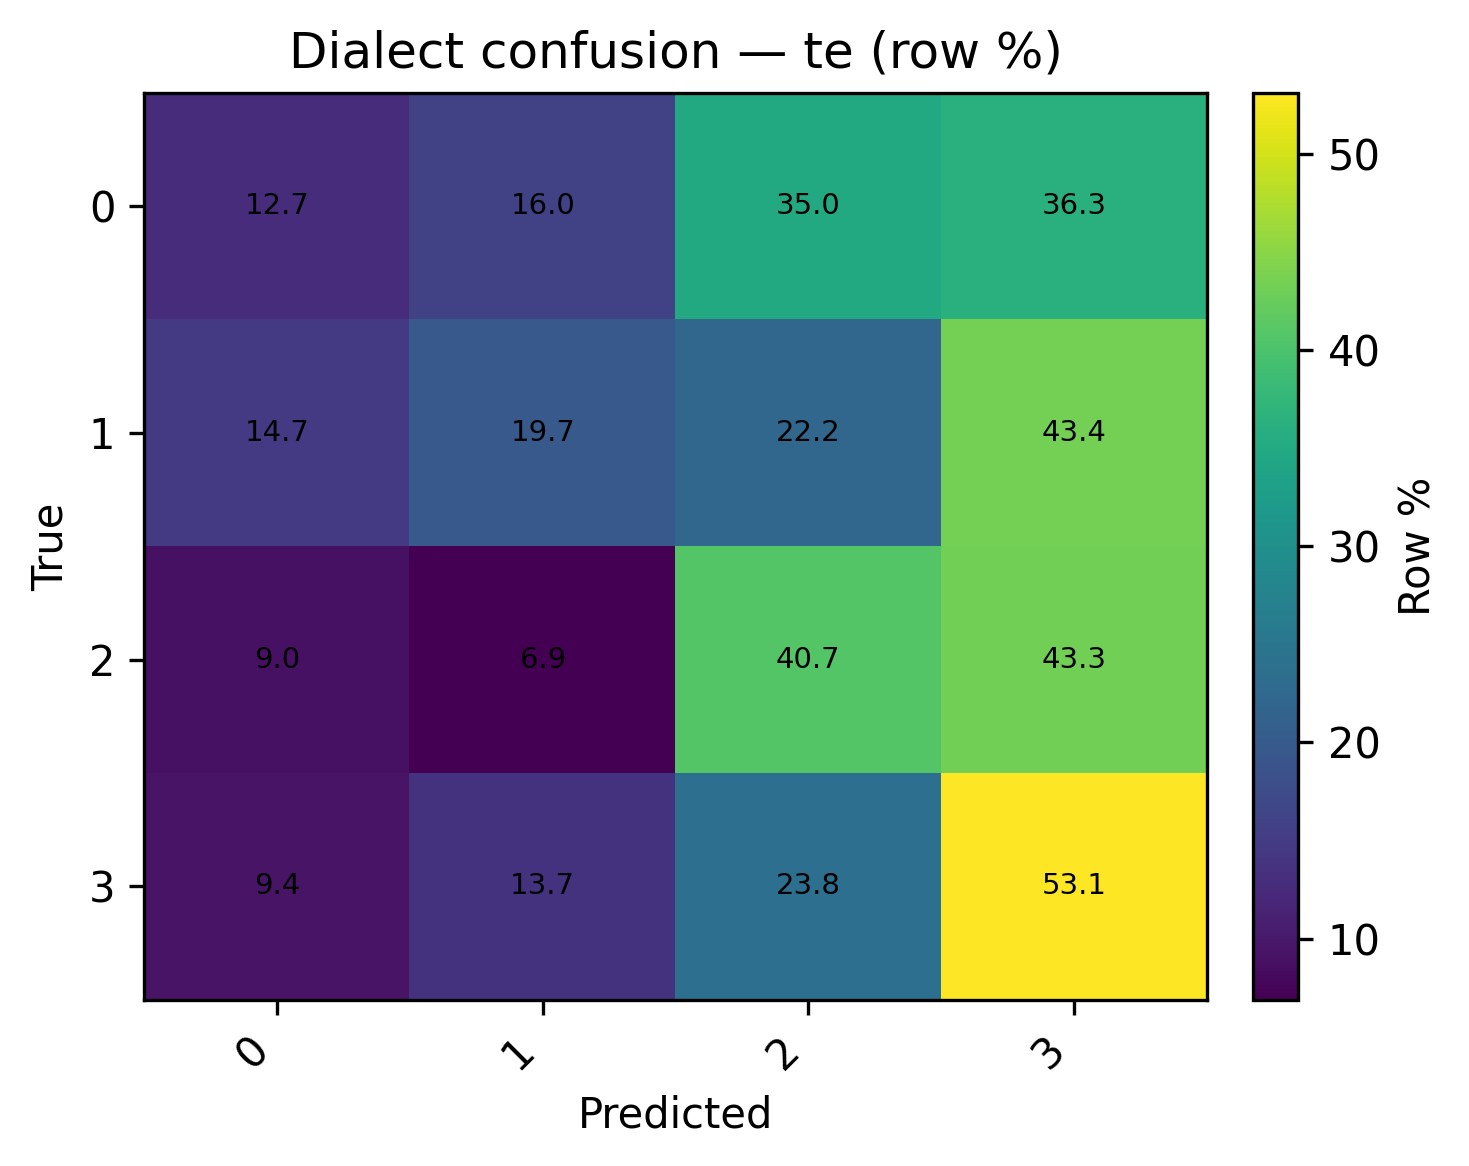 Dialect confusion — te (row %)
0 12.7 16.0 35.0 36.3
1 14.7 19.7 22.2 43.4
2 9.0 6.9 40.7 43.3
3 9.4 13.7 23.8 53.1
0 1 2 3
Predicted
True
50
40
30
20
10
Row %